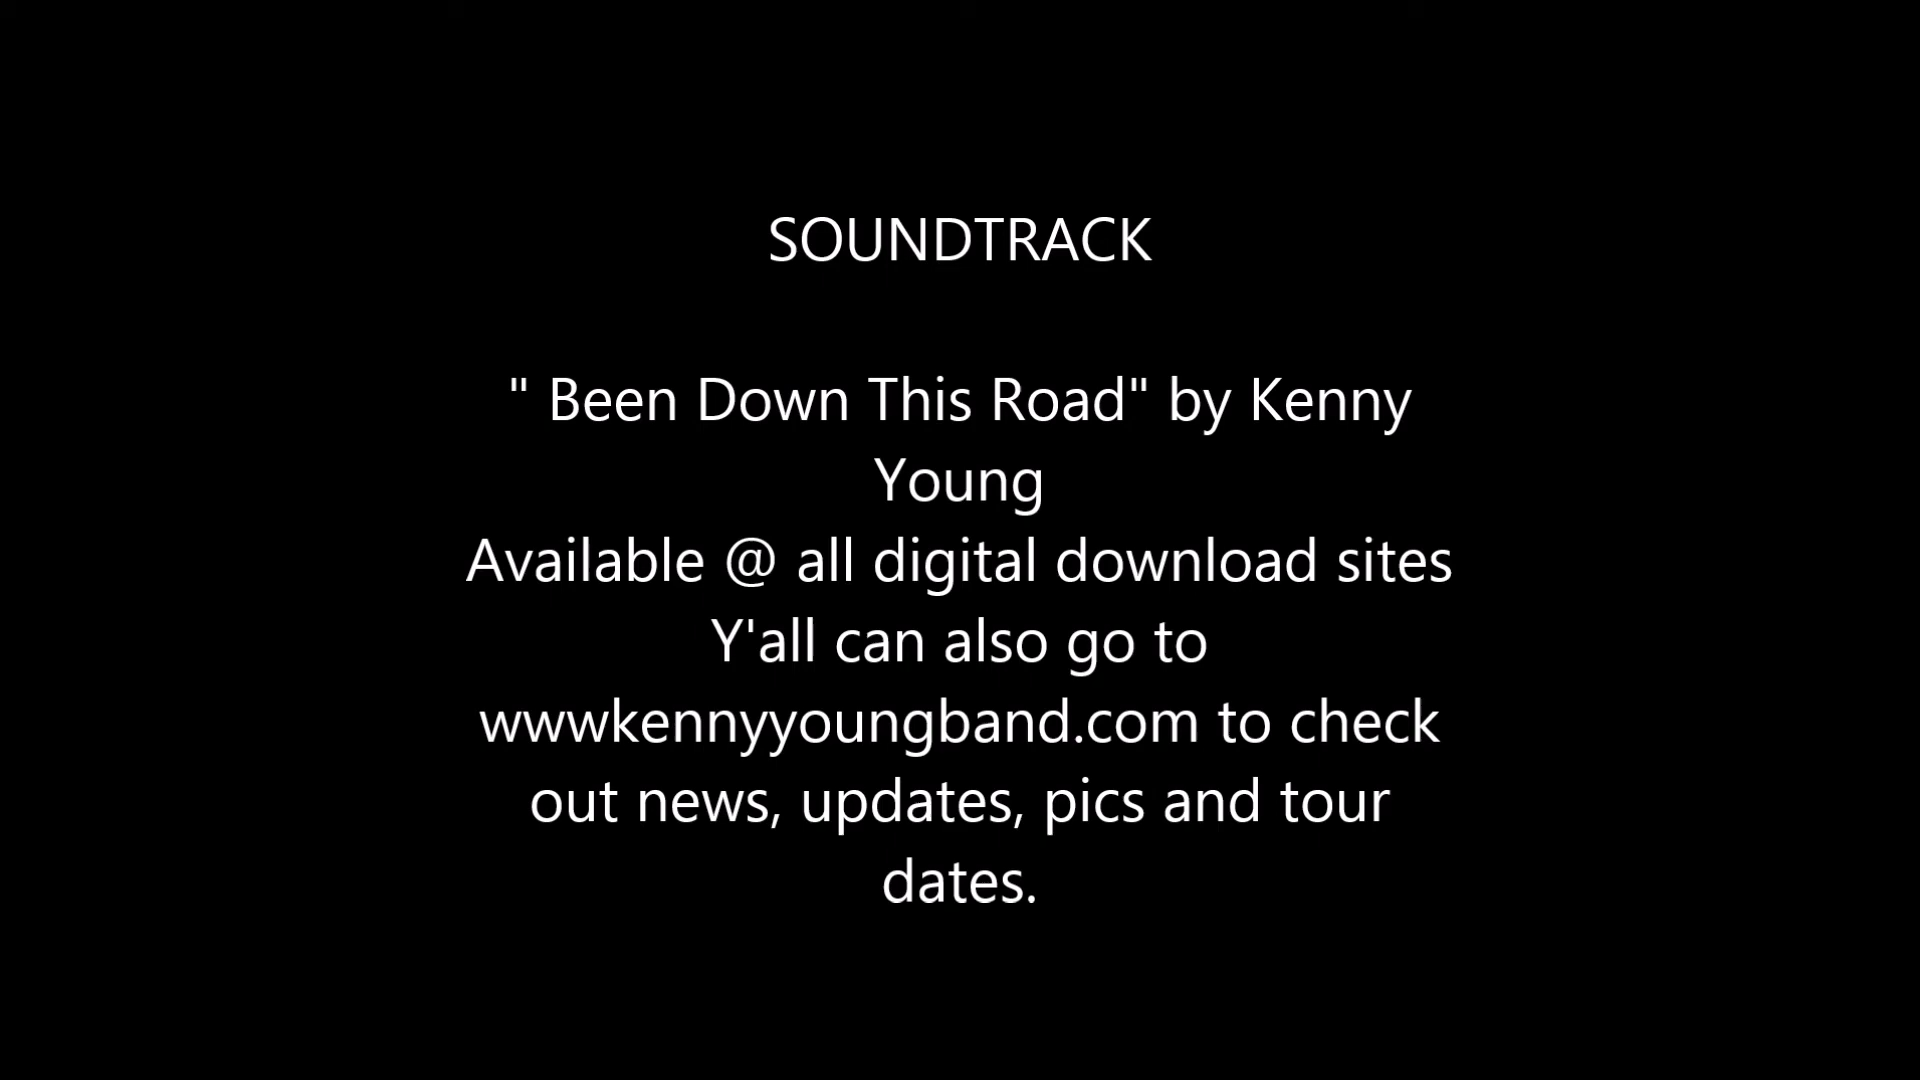 SOUNDTRACK
" Been Down This Road" by Kenny
Young
Available @ all digital download sites
Y'all can also go to
wwwkennyyoungband.com to check
out news, updates, pics and tour
dates.